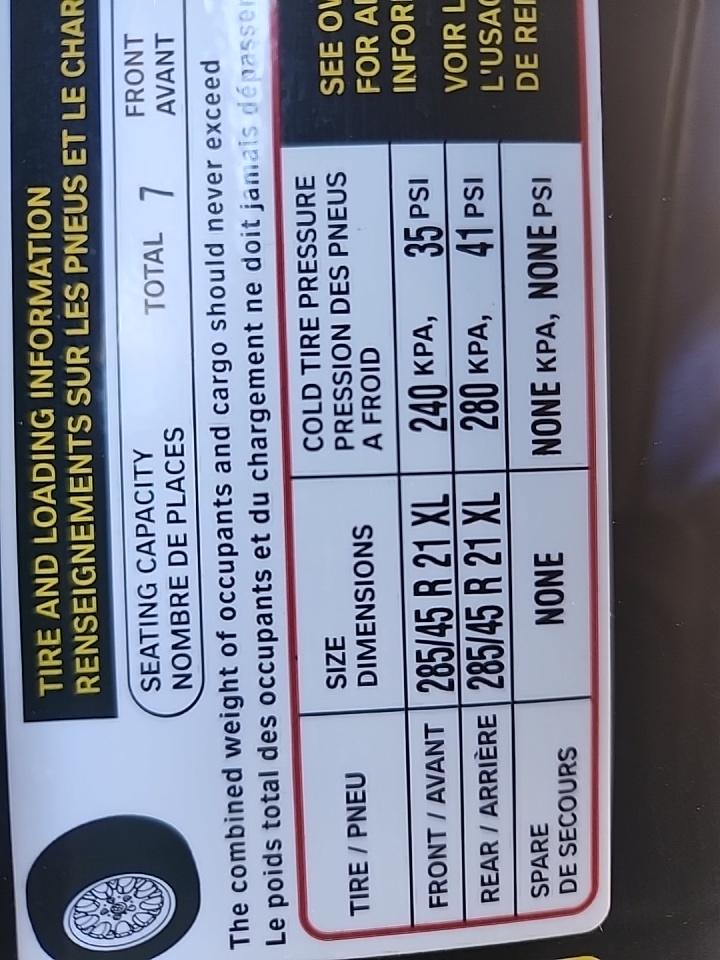 TIRE AND LOADING INFORMATION
RENSEIGNEMENTS SUR LES PNEUS ET LE CHAR
SEATING CAPACITY TOTAL 7 FRONT
NOMBRE DE PLACES AVANT
The combined weight of occupants and cargo should never exceed
Le poids total des occupants et du chargement ne doit jamais dépasser
TIRE / PNEU
SIZE
DIMENSIONS
COLD TIRE PRESSURE
PRESSION DES PNEUS
A FROID
FRONT / AVANT 285/45 R 21 XL 240 KPA, 35 PSI
REAR / ARRIÈRE 285/45 R 21 XL 280 KPA, 41 PSI
SPARE
DE SECOURS
NONE NONE KPA, NONE PSI
SEE OW
FOR A
INFOR
VOIR L
L'USAG
DE REN